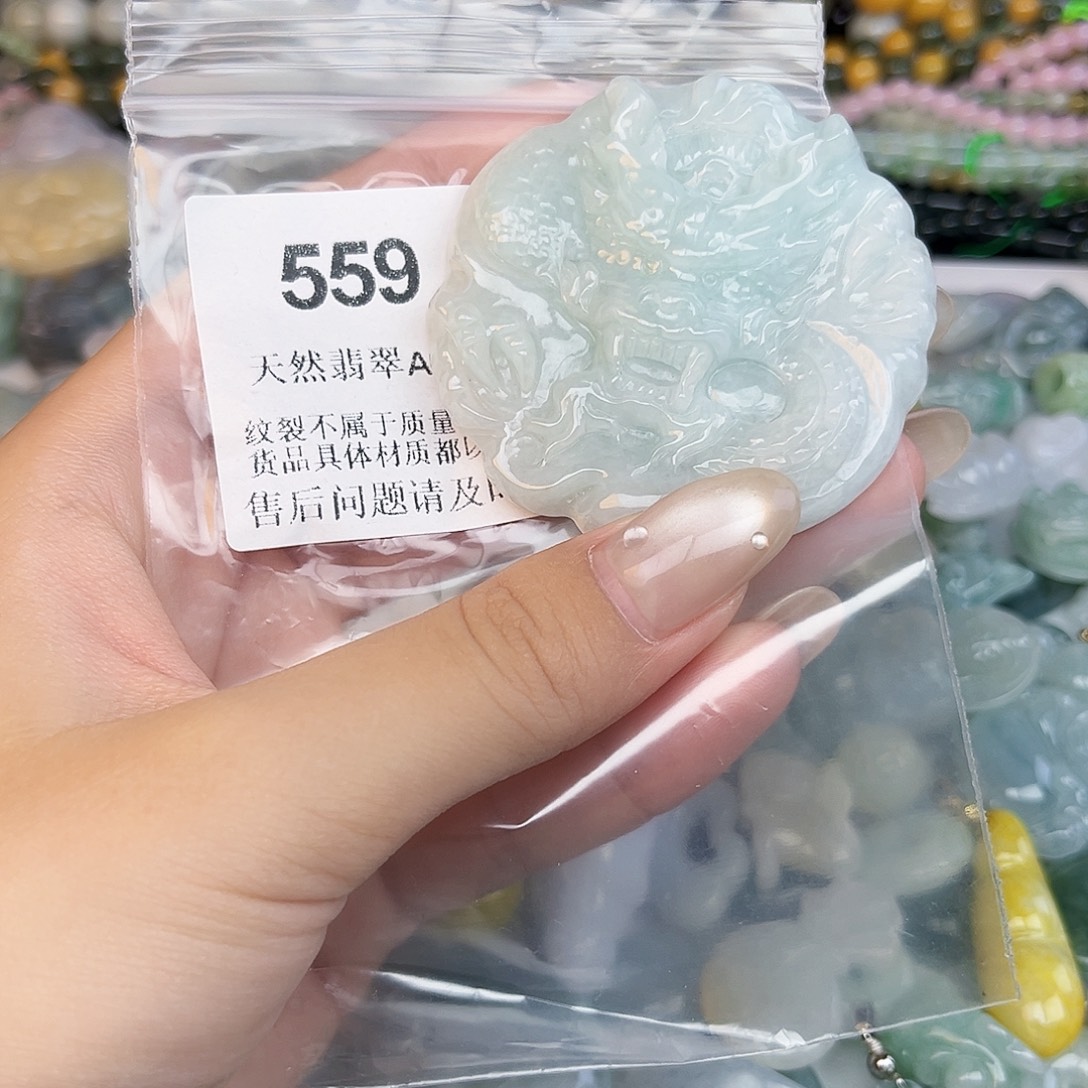 559
天然翡翠A
纹裂不属于质量
货品具体材质都以
售后问题请及